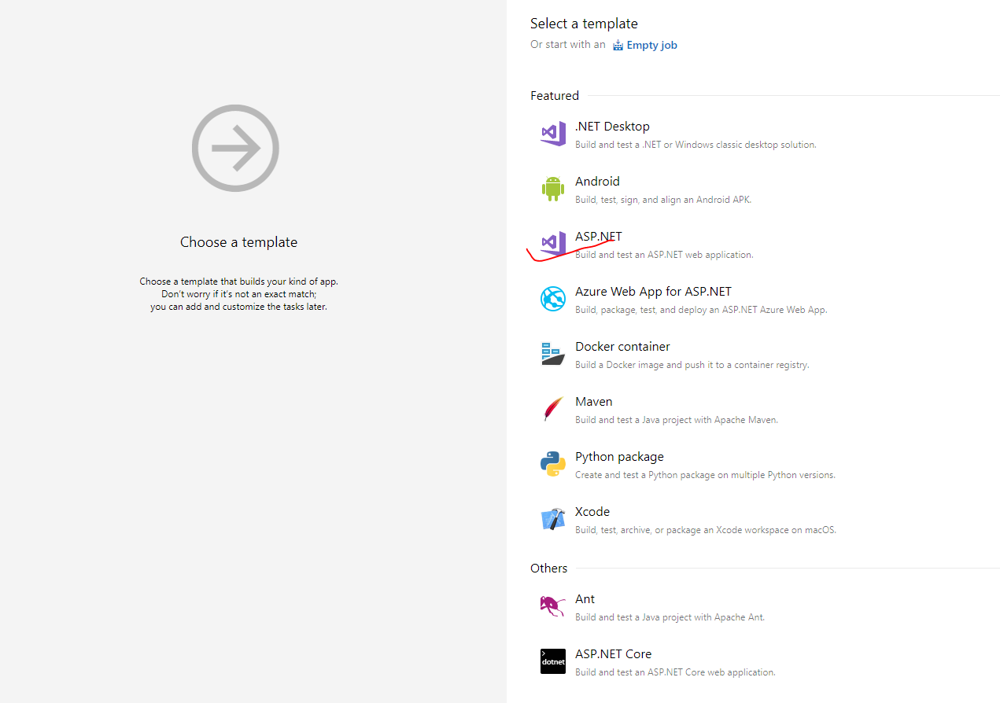 Choose a template
Choose a template that builds your kind of app.
Don't worry if it's not an exact match;
you can add and customize the tasks later.
Select a template
Or start with an Empty job
Featured
.NET Desktop
Build and test a .NET or Windows classic desktop solution.
Android
Build, test, sign, and align an Android APK.
ASP.NET
Build and test an ASP.NET web application.
Azure Web App for ASP.NET
Build, package, test, and deploy an ASP.NET Azure Web App.
Docker container
Build a Docker image and push it to a container registry.
Maven
Build and test a Java project with Apache Maven.
Python package
Create and test a Python package on multiple Python versions.
Xcode
Build, test, archive, or package an Xcode workspace on macOS.
Others
Ant
Build and test a Java project with Apache Ant.
>
dotnet
ASP.NET Core
Build and test an ASP.NET Core web application.